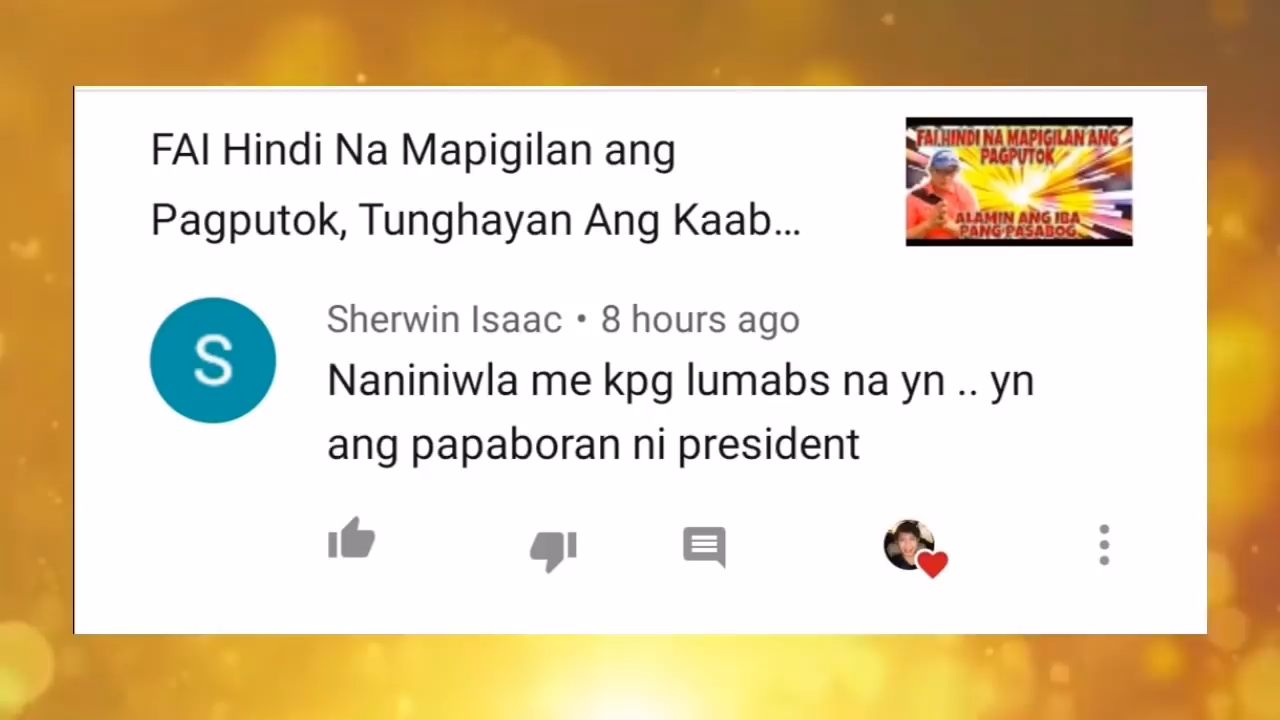 FAI Hindi Na Mapigilan ang
Pagputok, Tunghayan Ang Kaab...
FAI.HINDI NA MAPIGILAN ANG
PAGPUTOK
ALAMIN ANG IBA
PANG PASABOG
S
Sherwin Isaac • 8 hours ago
Naniniwla me kpg lumabs na yn .. yn
ang papaboran ni president